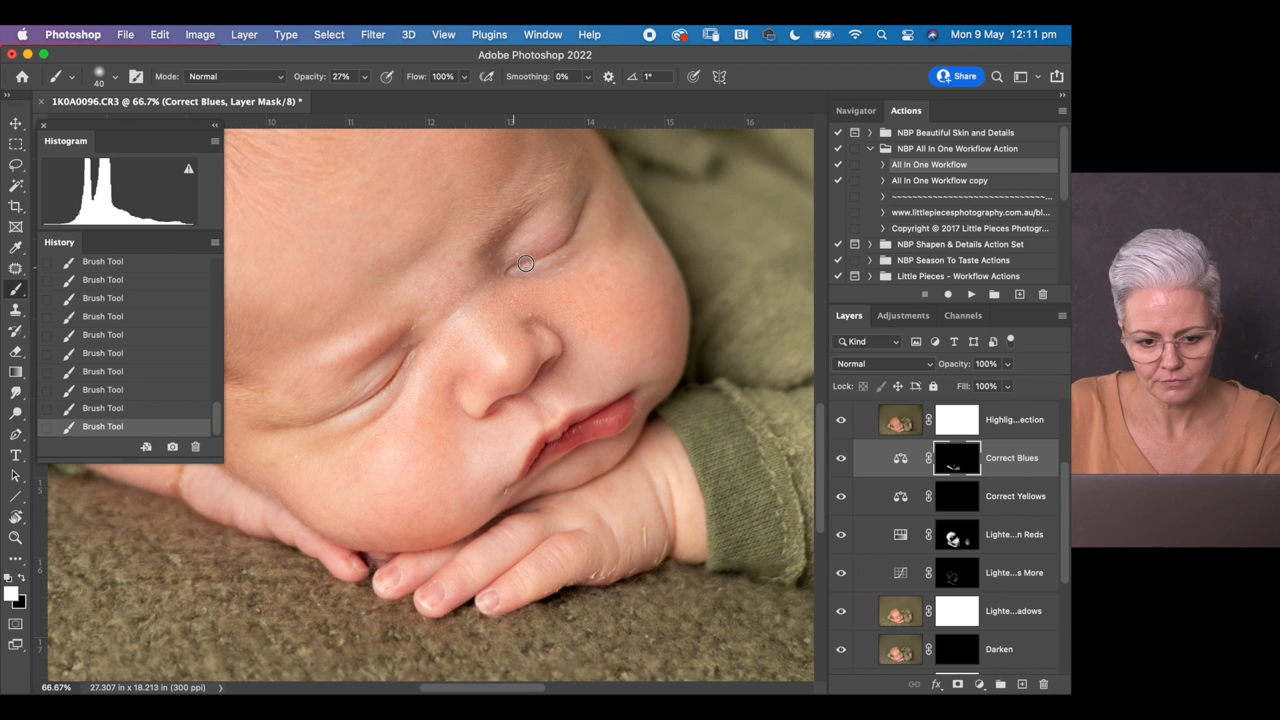 Photoshop File Edit Image Layer Type Select Filter 3D View Plugins Window Help Mon 9 May 12:11 pm
Adobe Photoshop 2022
40 Mode: Normal Opacity: 27% Flow: 100% Smoothing: 0% 1° Share
1K0A0096.CR3 @ 66.7% (Correct Blues, Layer Mask/8) *
10 11 12 13 14 15 16
Histogram
History
Brush Tool
Brush Tool
Brush Tool
Brush Tool
Brush Tool
Brush Tool
Brush Tool
Brush Tool
Brush Tool
Brush Tool
Navigator Actions
NBP Beautiful Skin and Details
NBP All In One Workflow Action
All In One Workflow
All In One Workflow copy
~~~~~~~~~~~~~~~~~~~~~~~~~~...
www.littlepiecesphotography.com.au/bl...
Copyright © 2017 Little Pieces Photogr...
NBP Sharpen & Details Action Set
NBP Season To Taste Actions
Little Pieces - Workflow Actions
Layers Adjustments Channels
Kind
Normal Opacity: 100%
Lock: Fill: 100%
Highlig...ection
Correct Blues
Correct Yellows
Lighte...n Reds
Lighte...s More
Lighte...adows
Darken
15
16
17
66.67% 27.307 in x 18.213 in (300 ppi)